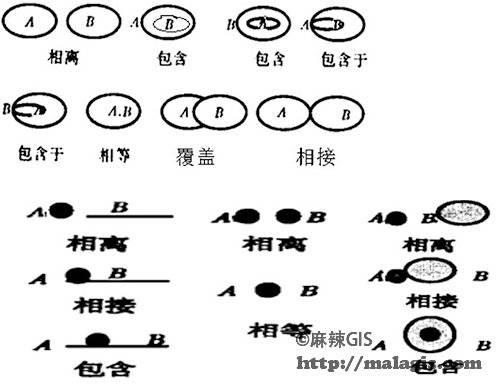 A B A B B A A B
相离 包含 包含 包含于
B A A.B A B A B
包含于 相等 覆盖 相接
A B A B A B
相离 相离 相离
A B A B A B
相接 相等 相接
A B A B
包含 包含
©麻辣GIS
http://malagis.com